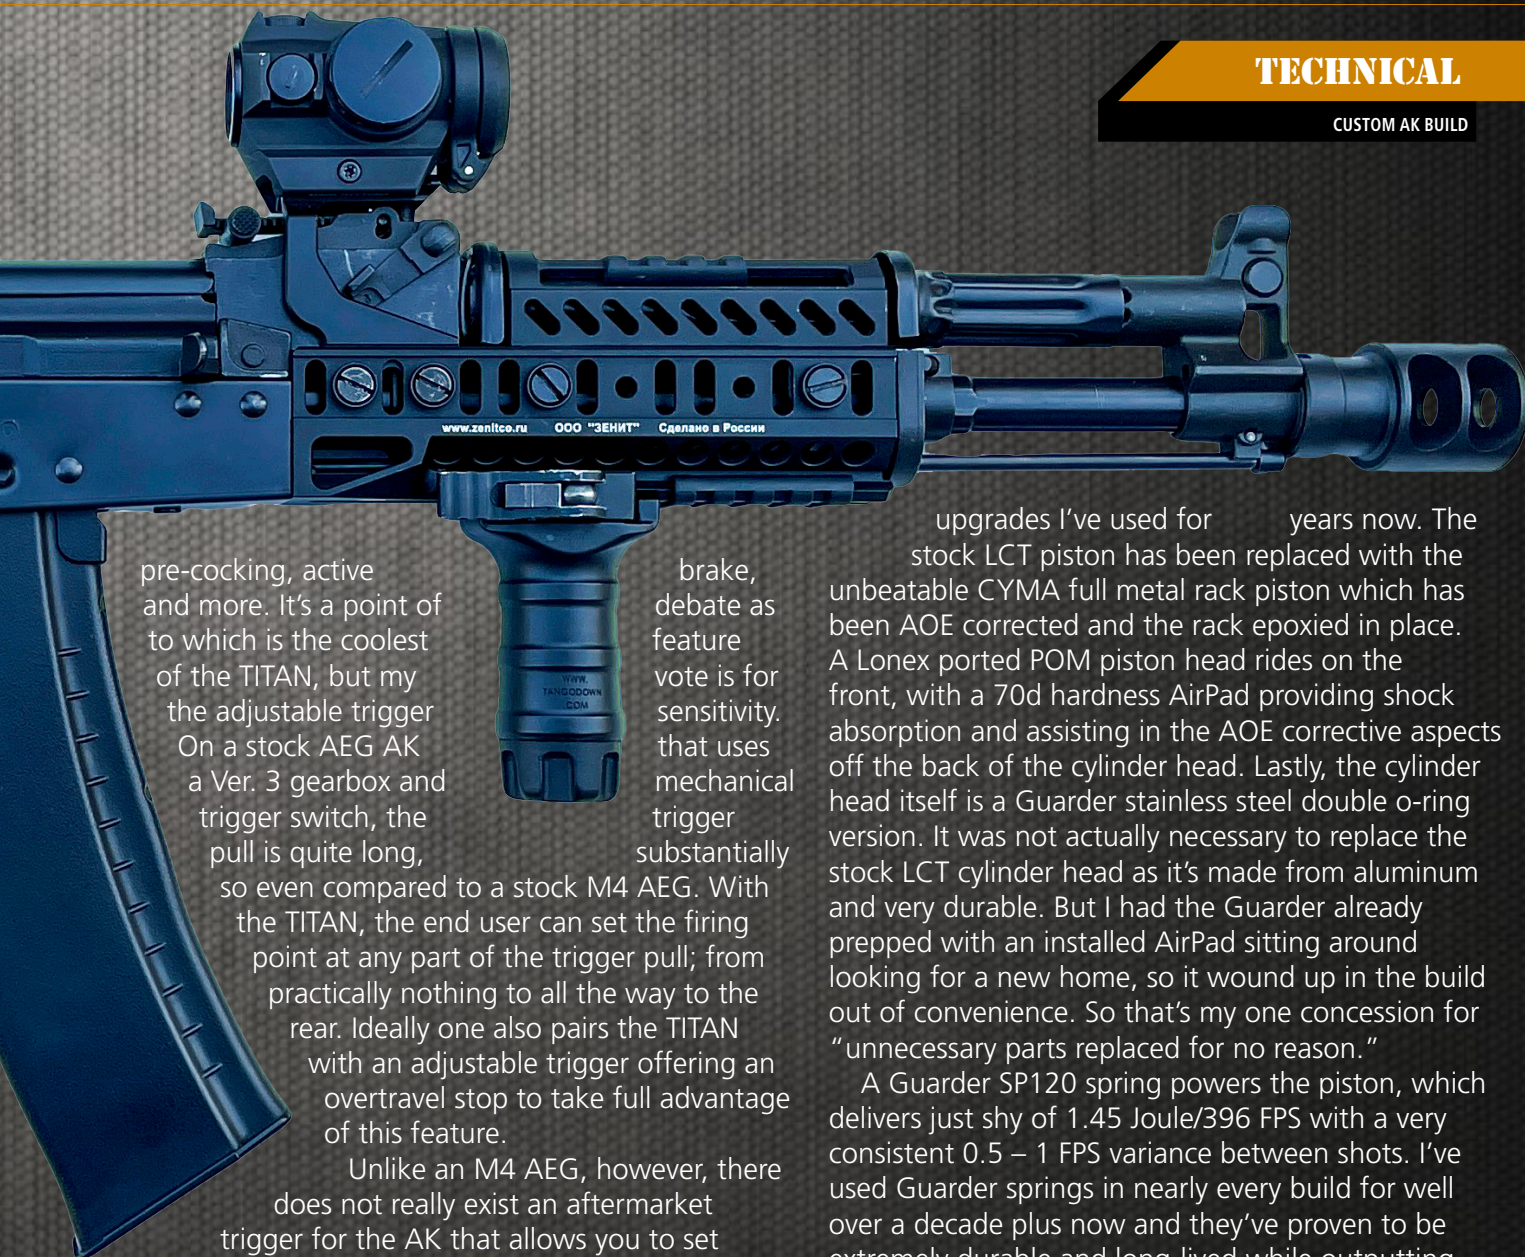 TECHNICAL
CUSTOM AK BUILD
www.zenitco.ru ООО "ЗЕНИТ" Сделано в России
WWW.
TANGODOWN
.COM
pre-cocking, active brake,
and more. It’s a point of debate as
to which is the coolest feature
of the TITAN, but my vote is for
the adjustable trigger sensitivity.
On a stock AEG AK that uses
a Ver. 3 gearbox and mechanical
trigger switch, the trigger
pull is quite long, substantially
so even compared to a stock M4 AEG. With
the TITAN, the end user can set the firing
point at any part of the trigger pull; from
practically nothing to all the way to the
rear. Ideally one also pairs the TITAN
with an adjustable trigger offering an
overtravel stop to take full advantage
of this feature.
Unlike an M4 AEG, however, there
does not really exist an aftermarket
trigger for the AK that allows you to set
upgrades I’ve used for years now. The
stock LCT piston has been replaced with the
unbeatable CYMA full metal rack piston which has
been AOE corrected and the rack epoxied in place.
A Lonex ported POM piston head rides on the
front, with a 70d hardness AirPad providing shock
absorption and assisting in the AOE corrective aspects
off the back of the cylinder head. Lastly, the cylinder
head itself is a Guarder stainless steel double o-ring
version. It was not actually necessary to replace the
stock LCT cylinder head as it’s made from aluminum
and very durable. But I had the Guarder already
prepped with an installed AirPad sitting around
looking for a new home, so it wound up in the build
out of convenience. So that’s my one concession for
“unnecessary parts replaced for no reason.”
A Guarder SP120 spring powers the piston, which
delivers just shy of 1.45 Joule/396 FPS with a very
consistent 0.5 – 1 FPS variance between shots. I’ve
used Guarder springs in nearly every build for well
over a decade plus now and they’ve proven to be
extremely durable and long-lived while outputting